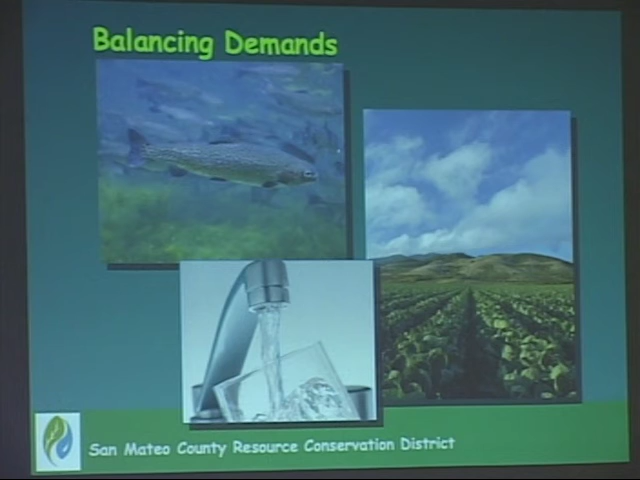 Balancing Demands
San Mateo County Resource Conservation District